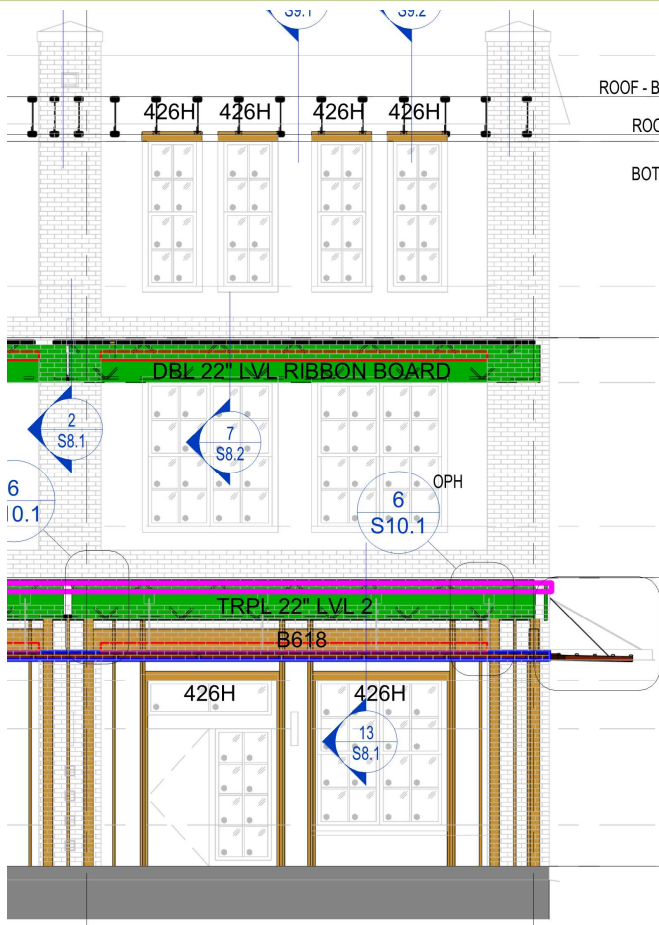 S9.1 S9.2
ROOF - B
426H 426H 426H 426H
ROO
BOT
DBL 22" LVL RIBBON BOARD
2
S8.1
7
S8.2
6
10.1
OPH
6
S10.1
TRPL 22" LVL 2
B618
426H 426H
13
S8.1